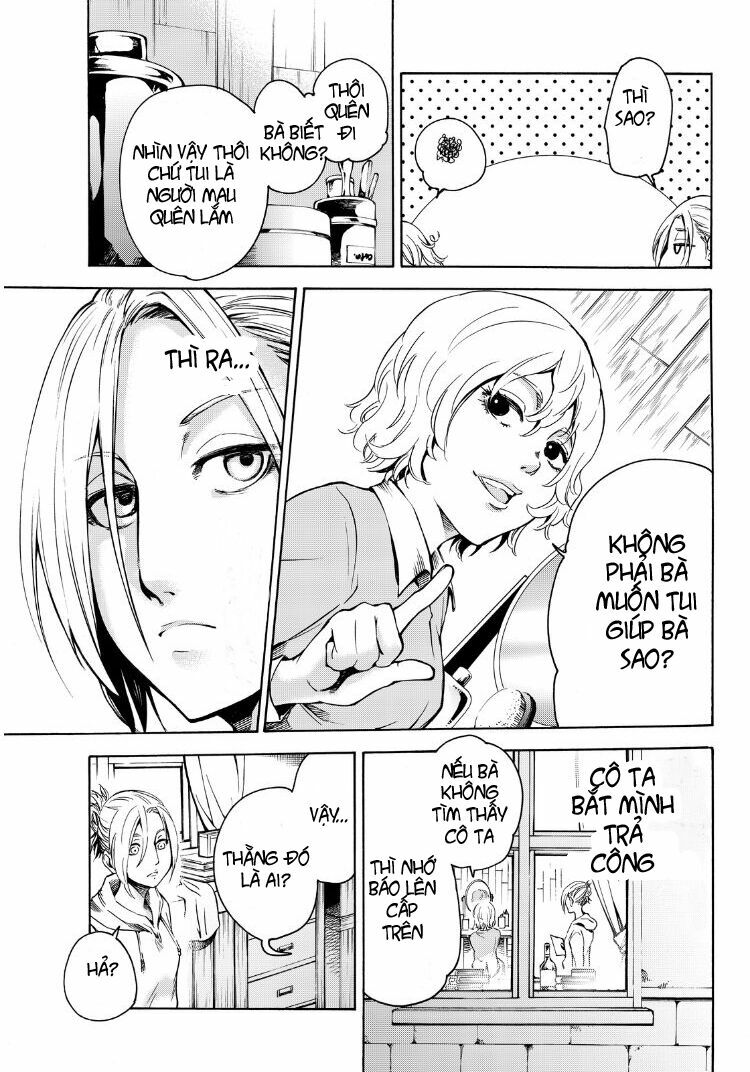 THÌ
SAO?
THÔI
QUÊN
ĐI
BÀ BIẾT
KHÔNG?
NHÌN VẬY THÔI
CHỨ TUI LÀ
NGƯỜI MAU
QUÊN LẮM
KHÔNG
PHẢI BÀ
MUỐN TUI
GIÚP BÀ
SAO?
THÌ RA...
CÔ TA
BẮT MÌNH
TRẢ
CÔNG
NẾU BÀ
KHÔNG
TÌM THẤY
CÔ TA
THÌ NHỚ
BÁO LÊN
CẤP
TRÊN
VẬY...
THẰNG ĐÓ
LÀ AI?
HẢ?